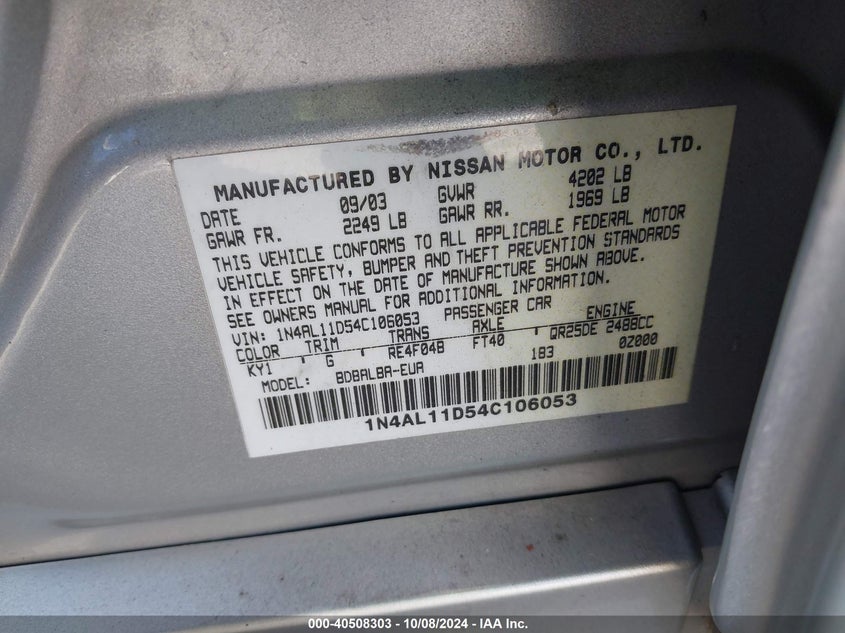 MANUFACTURED BY NISSAN MOTOR CO., LTD.
DATE 09/03 GVWR 4202 LB
GAWR FR. 2249 LB GAWR RR. 1969 LB
THIS VEHICLE CONFORMS TO ALL APPLICABLE FEDERAL MOTOR
VEHICLE SAFETY, BUMPER AND THEFT PREVENTION STANDARDS
IN EFFECT ON THE DATE OF MANUFACTURE SHOWN ABOVE.
SEE OWNERS MANUAL FOR ADDITIONAL INFORMATION.
VIN: 1N4AL11D54C106053 PASSENGER CAR
COLOR TRIM TRANS AXLE ENGINE
KY1 G RE4F04B FT40 QR25DE 2488CC
MODEL: BDBALBA-EUA 183 0Z000
1N4AL11D54C106053
000-40508303 - 10/08/2024 - IAA Inc.